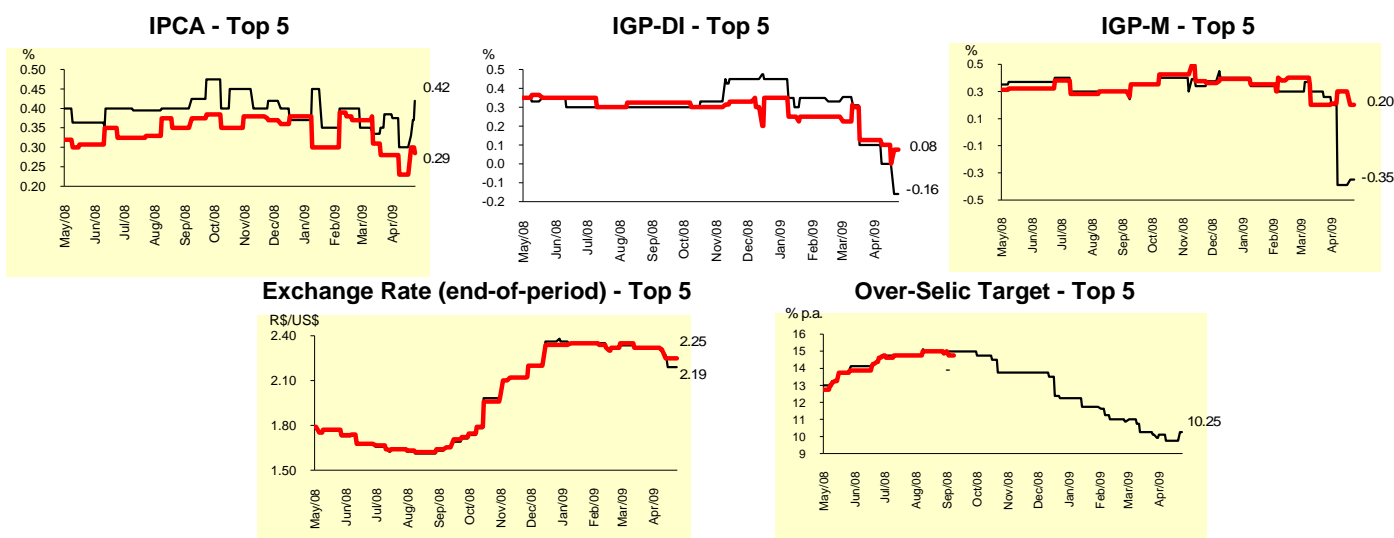 IPCA - Top 5
%
0.50
0.45
0.40
0.35
0.30
0.25
0.20
0.42
0.29
May/08
Jun/08
Jul/08
Aug/08
Sep/08
Oct/08
Nov/08
Dec/08
Jan/09
Feb/09
Mar/09
Apr/09
IGP-DI - Top 5
%
0.5
0.4
0.3
0.2
0.1
0.0
-0.1
-0.2
0.08
-0.16
May/08
Jun/08
Jul/08
Aug/08
Sep/08
Oct/08
Nov/08
Dec/08
Jan/09
Feb/09
Mar/09
Apr/09
IGP-M - Top 5
%
0.5
0.3
0.1
-0.1
-0.3
-0.5
0.20
-0.35
May/08
Jun/08
Jul/08
Aug/08
Sep/08
Oct/08
Nov/08
Dec/08
Jan/09
Feb/09
Mar/09
Apr/09
Exchange Rate (end-of-period) - Top 5
R$/US$
2.40
2.10
1.80
1.50
2.25
2.19
May/08
Jun/08
Jul/08
Aug/08
Sep/08
Oct/08
Nov/08
Dec/08
Jan/09
Feb/09
Mar/09
Apr/09
Over-Selic Target - Top 5
% p.a.
16
15
14
13
12
11
10
9
-
10.25
May/08
Jun/08
Jul/08
Aug/08
Sep/08
Oct/08
Nov/08
Dec/08
Jan/09
Feb/09
Mar/09
Apr/09